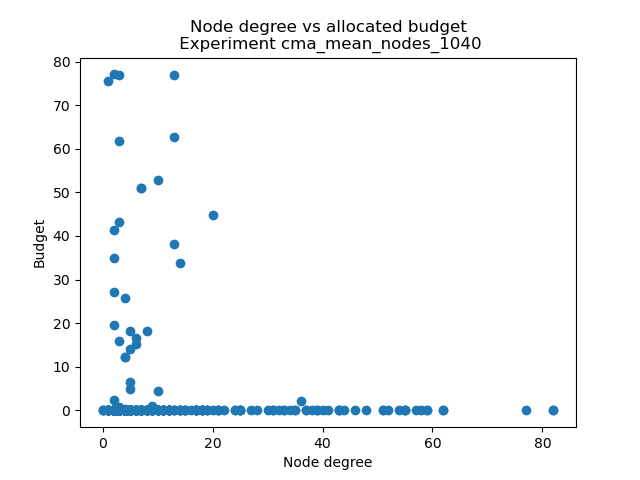 Node degree vs allocated budget
Experiment cma_mean_nodes_1040
80
70
60
50
40
30
20
10
0
Budget
0 20 40 60 80
Node degree